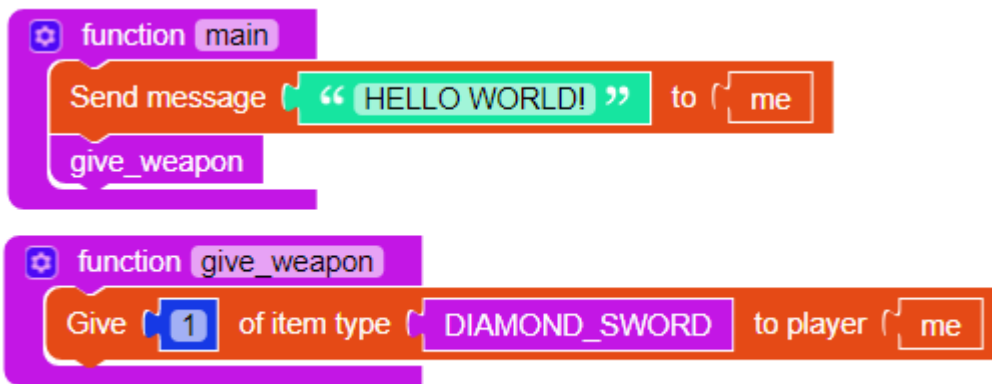 function main
Send message “ HELLO WORLD! ” to me
give_weapon
function give_weapon
Give 1 of item type DIAMOND_SWORD to player me